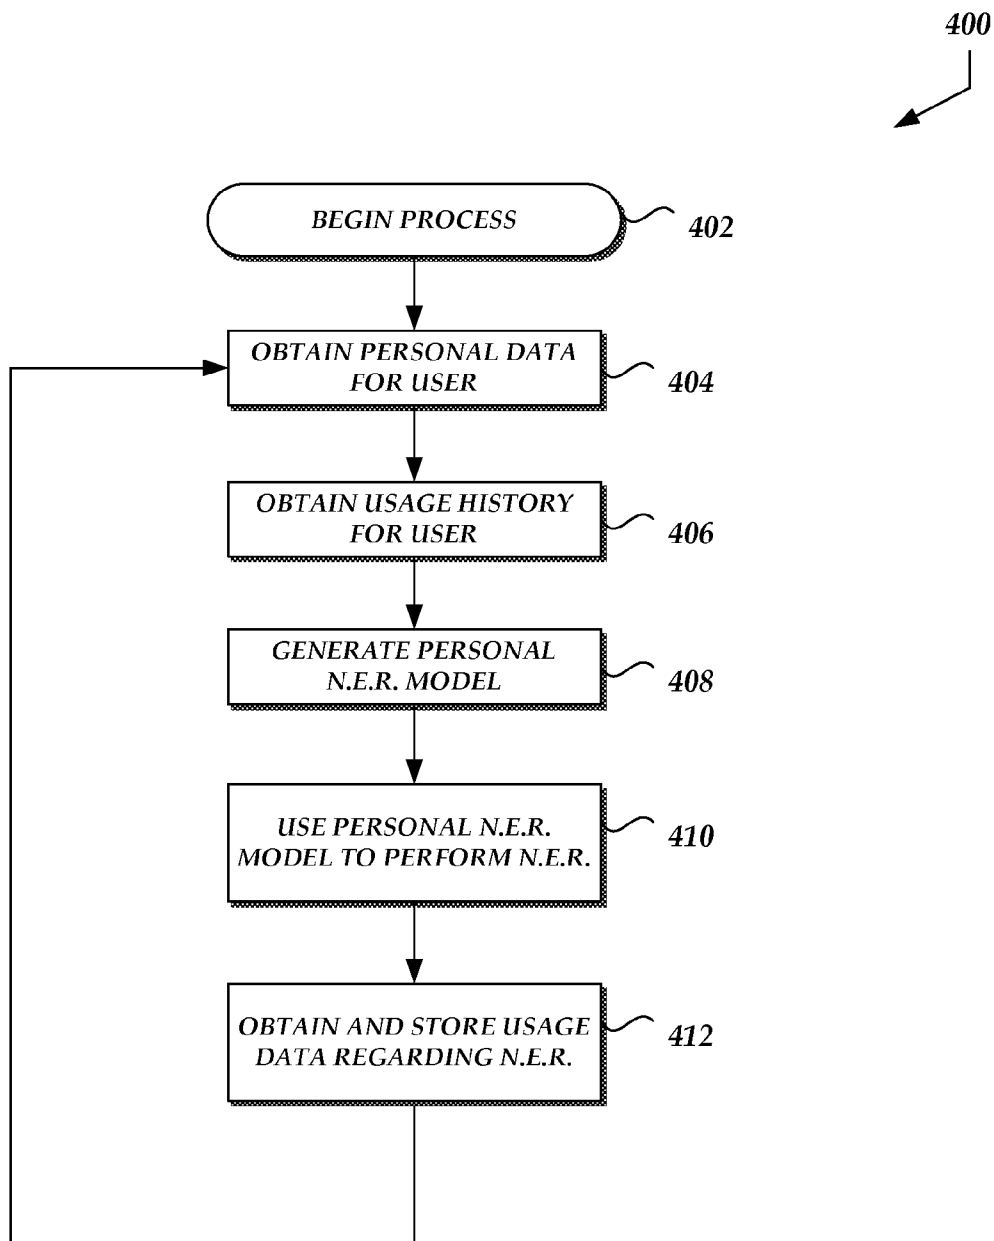 400
BEGIN PROCESS
402
OBTAIN PERSONAL DATA
FOR USER
404
OBTAIN USAGE HISTORY
FOR USER
406
GENERATE PERSONAL
N.E.R. MODEL
408
USE PERSONAL N.E.R.
MODEL TO PERFORM N.E.R.
410
OBTAIN AND STORE USAGE
DATA REGARDING N.E.R.
412